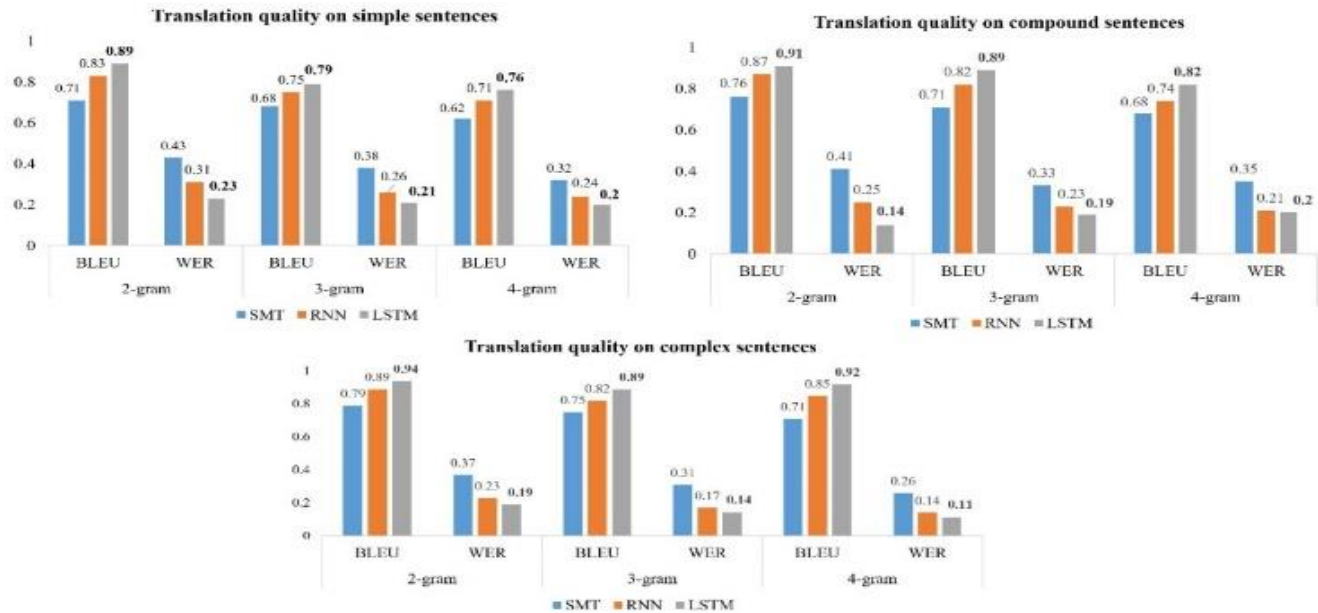 Translation quality on simple sentences
1
0.8
0.6
0.4
0.2
0
0.71 0.83 0.89
0.43 0.31 0.23
0.68 0.75 0.79
0.38 0.26 0.21
0.62 0.71 0,76
0.32 0.24 0.2
BLEU WER BLEU WER BLEU WER
2-gram 3-gram 4-gram
SMT RNN LSTM
Translation quality on compound sentences
1
0.8
0.6
0.4
0.2
0
0.76 0.87 0.91
0.41 0.25 0.14
0.71 0.82 0.89
0.33 0.23 0.19
0.68 0.74 0.82
0.35 0.21 0.2
BLEU WER BLEU WER BLEU WER
2-gram 3-gram 4-gram
SMT RNN LSTM
Translation quality on complex sentences
1
0.8
0.6
0.4
0.2
0
0.79 0.89 0.94
0.37 0.23 0.19
0.75 0.82 0.89
0.31 0.17 0.14
0.71 0.85 0.92
0.26 0.14 0.11
BLEU WER BLEU WER BLEU WER
2-gram 3-gram 4-gram
SMT RNN LSTM